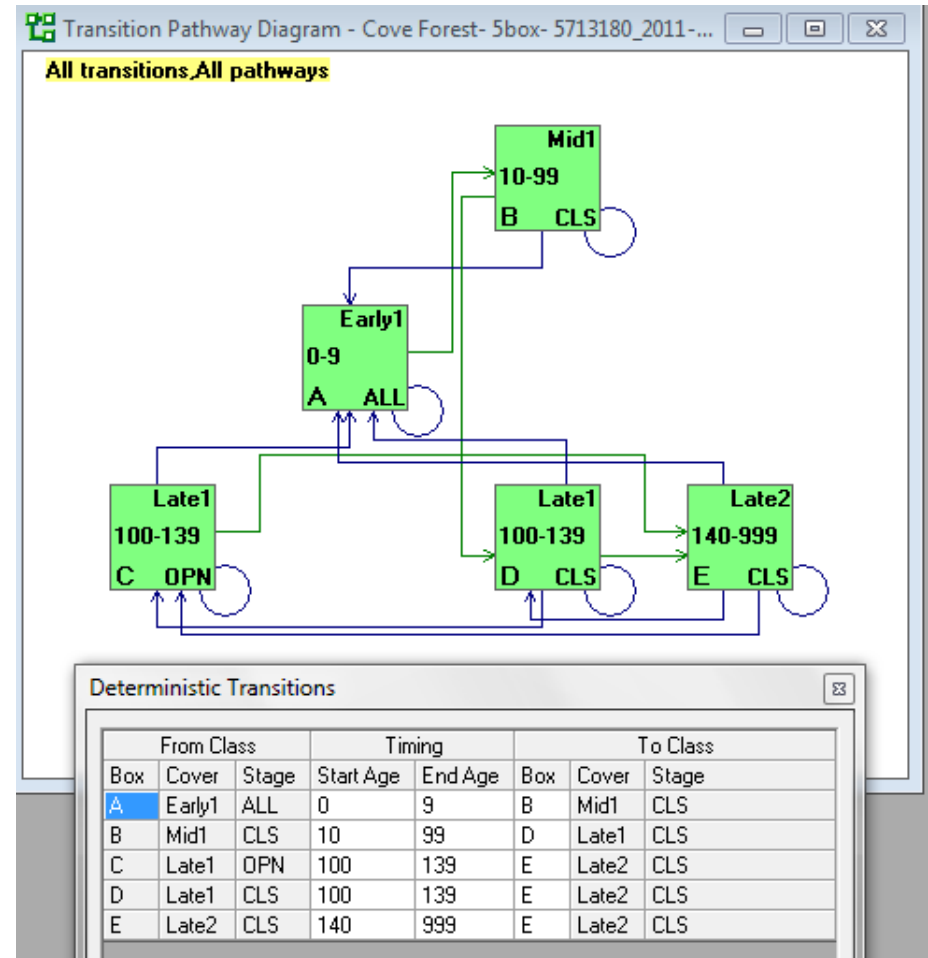 Transition Pathway Diagram - Cove Forest- 5box- 5713180_2011-...
All transitions,All pathways
Mid1
10-99
B CLS
Early1
0-9
A ALL
Late1 Late1 Late2
100-139 100-139 140-999
C OPN D CLS E CLS
Deterministic Transitions
From Class Timing To Class
Box Cover Stage Start Age End Age Box Cover Stage
A Early1 ALL 0 9 B Mid1 CLS
B Mid1 CLS 10 99 D Late1 CLS
C Late1 OPN 100 139 E Late2 CLS
D Late1 CLS 100 139 E Late2 CLS
E Late2 CLS 140 999 E Late2 CLS